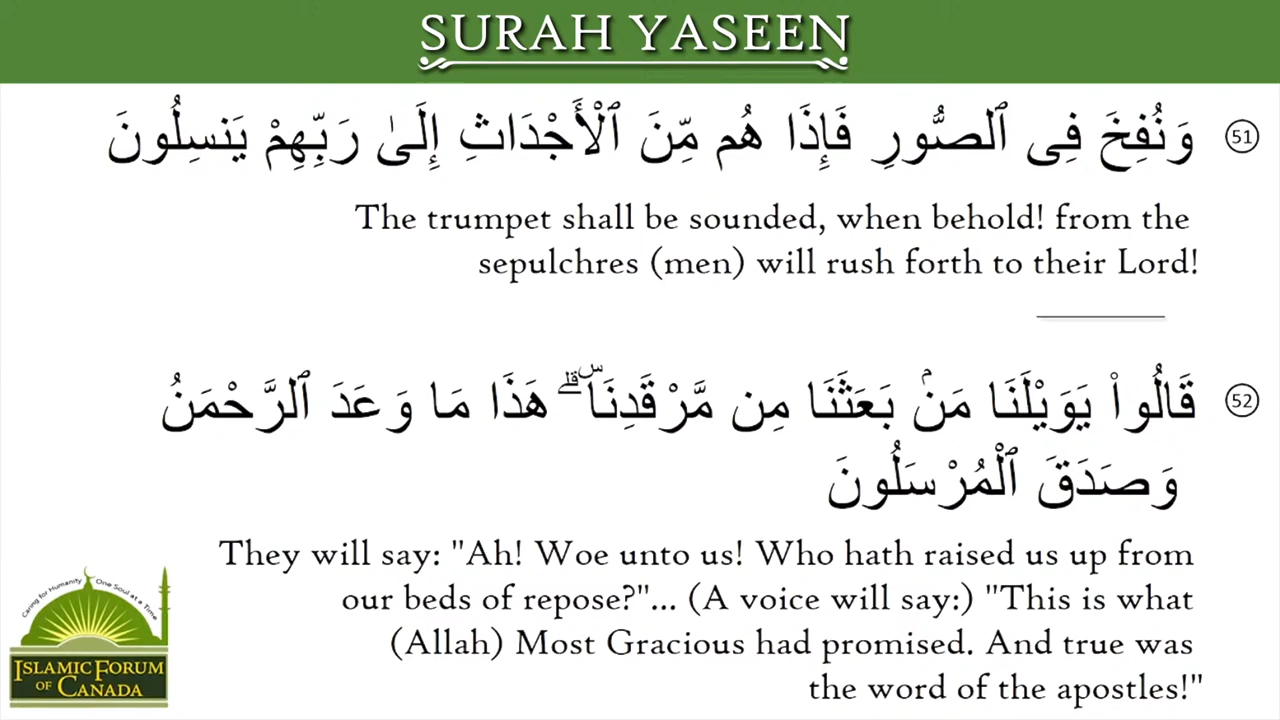 SURAH YASEEN
وَنُفِخَ فِى ٱلصُّورِ فَإِذَا هُم مِّنَ ٱلْأَجْدَاثِ إِلَىٰ رَبِّهِمْ يَنسِلُونَ 51
The trumpet shall be sounded, when behold! from the
sepulchres (men) will rush forth to their Lord!
قَالُوا۟ يَوَيْلَنَا مَنۢ بَعَثَنَا مِن مَّرْقَدِنَا ۜ ۗ هَذَا مَا وَعَدَ ٱلرَّحْمَنُ 52
وَصَدَقَ ٱلْمُرْسَلُونَ
They will say: "Ah! Woe unto us! Who hath raised us up from
our beds of repose?"... (A voice will say:) "This is what
(Allah) Most Gracious had promised. And true was
the word of the apostles!"
Caring for Humanity One Soul at a Time
ISLAMIC FORUM
OF CANADA